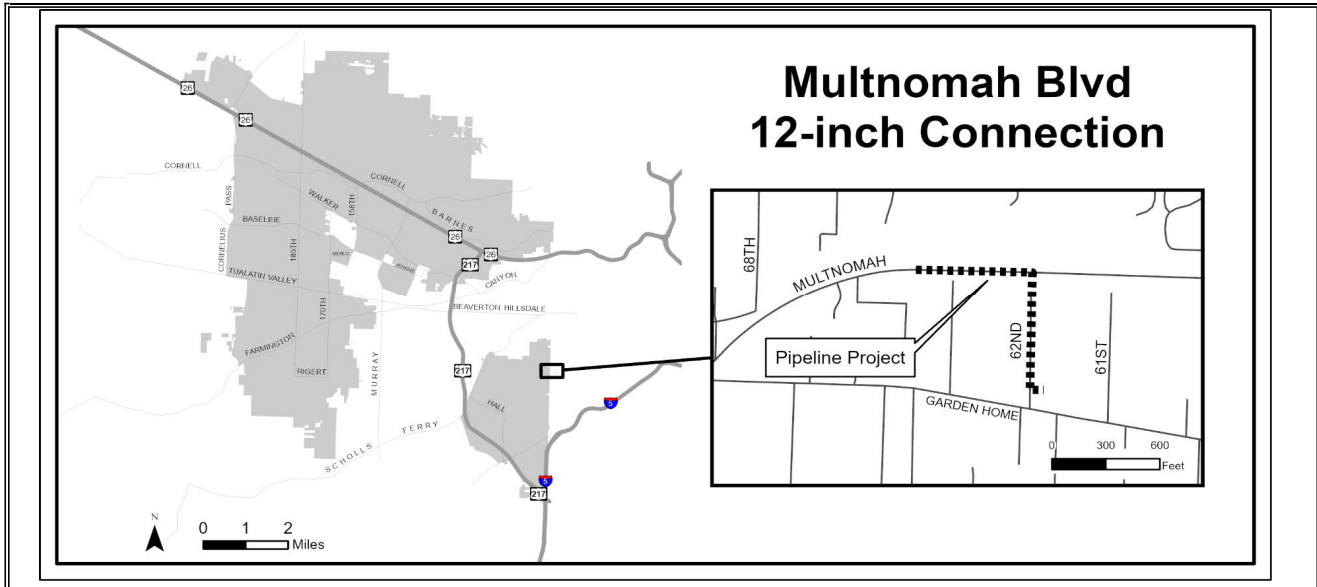 Multnomah Blvd
12-inch Connection
26
26
CORNELL
CORNELL
PASS
WALKER
158TH
BARNES
BASELINE
26
26
CORNELIUS
185TH
MERLO
JENKINS
217
TUALATIN VALLEY
CANYON
170TH
BEAVERTON HILLSDALE
FARMINGTON
MURRAY
RIGERT
217
HALL
5
SCHOLLS FERRY
5
217
N
0 1 2
Miles
68TH
MULTNOMAH
62ND
61ST
Pipeline Project
GARDEN HOME
0 300 600
Feet